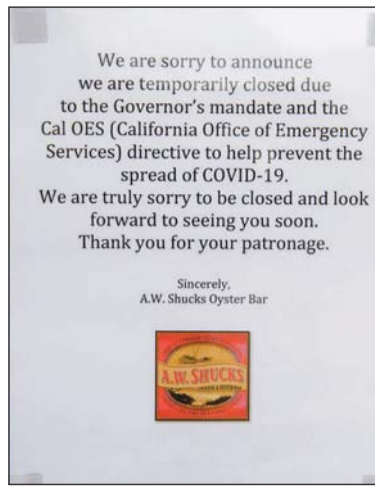 We are sorry to announce
we are temporarily closed due
to the Governor's mandate and the
Cal OES (California Office of Emergency
Services) directive to help prevent the
spread of COVID-19.
We are truly sorry to be closed and look
forward to seeing you soon.
Thank you for your patronage.
Sincerely,
A.W. Shucks Oyster Bar
A.W. SHUCKS